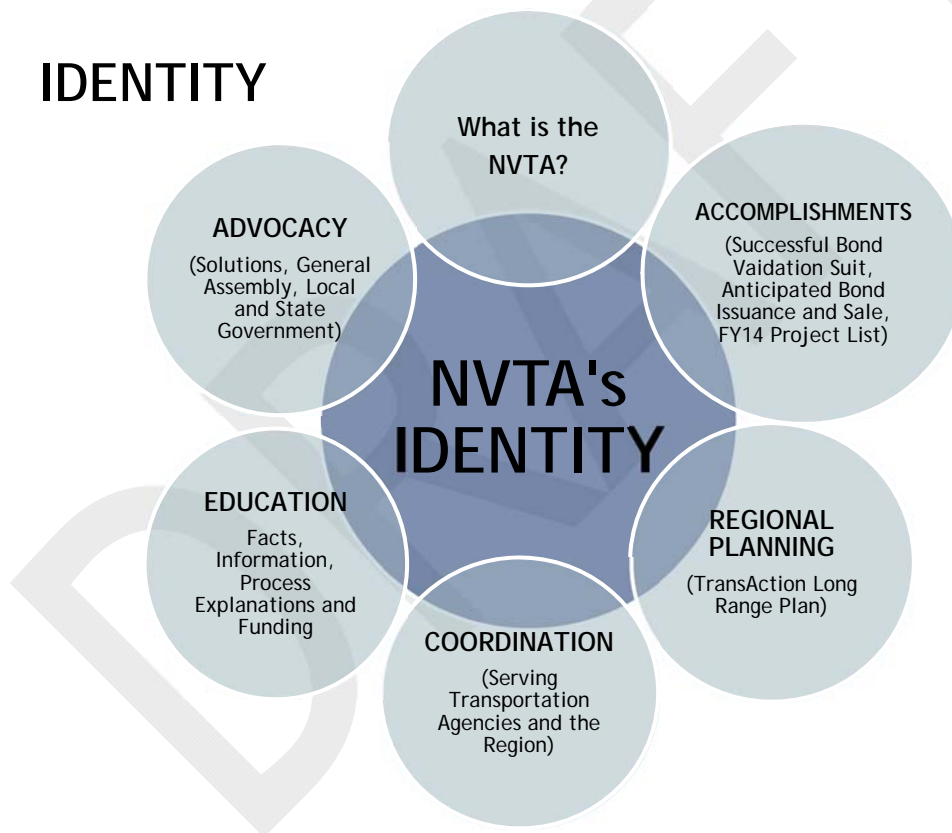 IDENTITY
What is the
NVTA?
ACCOMPLISHMENTS
(Successful Bond
Vaidation Suit,
Anticipated Bond
Issuance and Sale,
FY14 Project List)
REGIONAL
PLANNING
(TransAction Long
Range Plan)
COORDINATION
(Serving
Transportation
Agencies and the
Region)
EDUCATION
Facts,
Information,
Process
Explanations and
Funding
ADVOCACY
(Solutions, General
Assembly, Local
and State
Government)
NVTA's
IDENTITY
DRAF